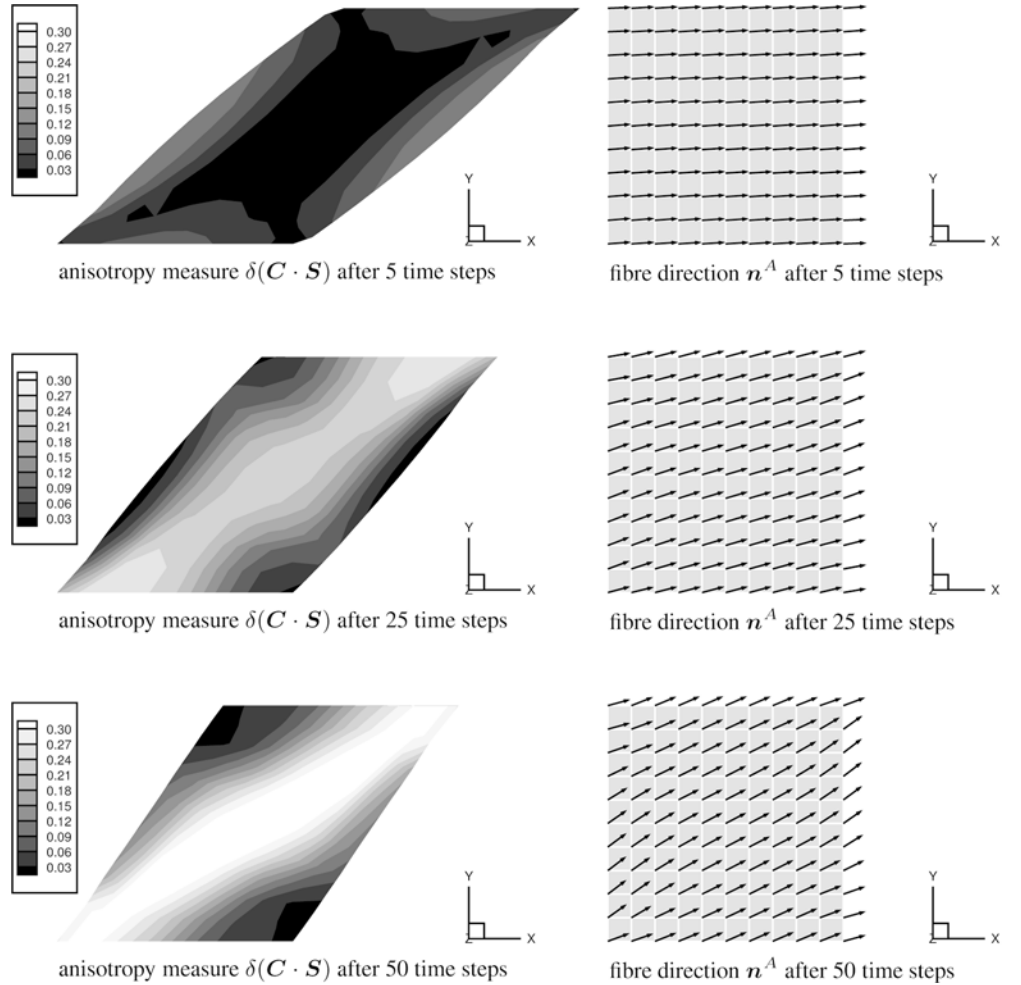 0.30
0.27
0.24
0.21
0.18
0.15
0.12
0.09
0.06
0.03
Y
Z
X
Y
Z
X
anisotropy measure δ(C · S) after 5 time steps
fibre direction n^A after 5 time steps
0.30
0.27
0.24
0.21
0.18
0.15
0.12
0.09
0.06
0.03
Y
Z
X
Y
Z
X
anisotropy measure δ(C · S) after 25 time steps
fibre direction n^A after 25 time steps
0.30
0.27
0.24
0.21
0.18
0.15
0.12
0.09
0.06
0.03
Y
Z
X
Y
Z
X
anisotropy measure δ(C · S) after 50 time steps
fibre direction n^A after 50 time steps